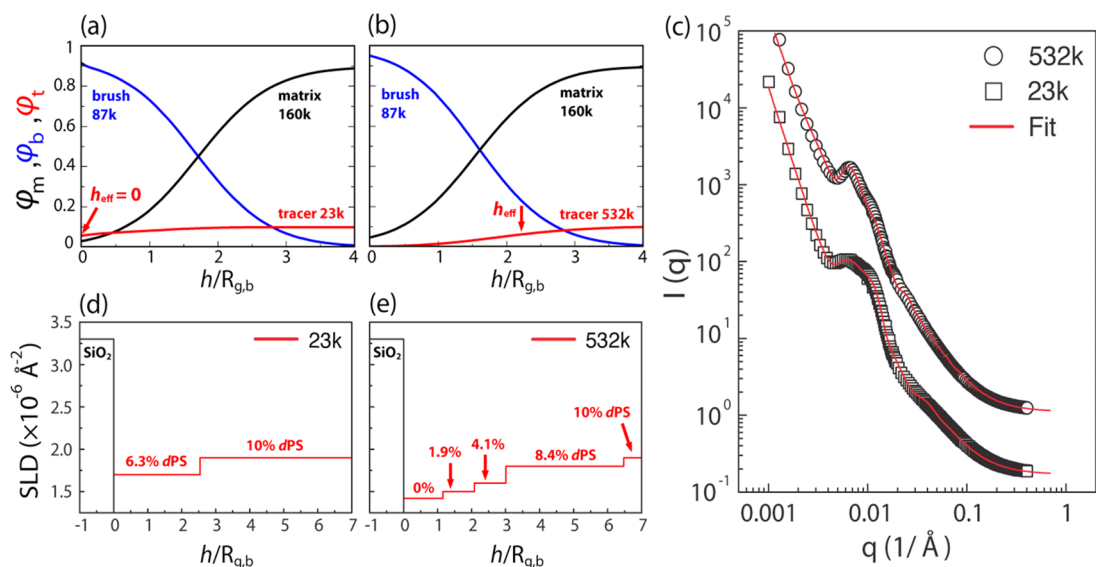 (a)
(b)
(c)
φm ,φb ,φt
1
0.8
0.6
0.4
0.2
0
brush
87k
matrix
160k
heff = 0
tracer 23k
0 1 2 3 4
h/Rg,b
brush
87k
matrix
160k
heff
tracer 532k
0 1 2 3 4
h/Rg,b
I (q)
10^5
10^4
10^3
10^2
10^1
10^0
10^-1
532k
23k
Fit
0.001 0.01 0.1 1
q (1/ Å)
(d)
(e)
SLD (×10^-6 Å^-2)
3.5
3.0
2.5
2.0
1.5
SiO2
23k
6.3% dPS
10% dPS
-1 0 1 2 3 4 5 6 7
h/Rg,b
SiO2
532k
0%
1.9%
4.1%
8.4% dPS
10% dPS
-1 0 1 2 3 4 5 6 7
h/Rg,b